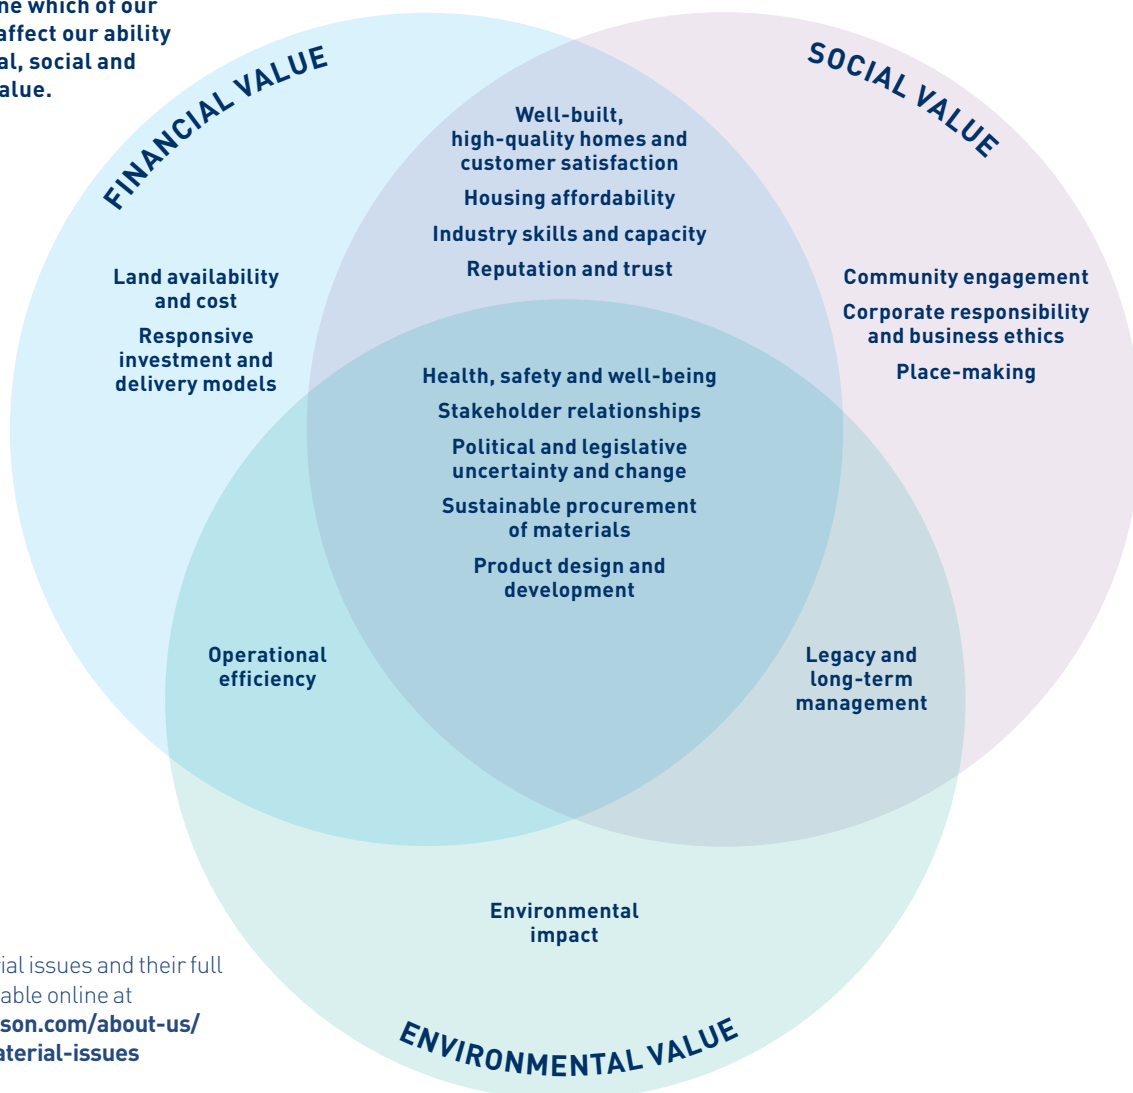 ne which of our
affect our ability
al, social and
alue.
FINANCIAL VALUE
SOCIAL VALUE
Well-built,
high-quality homes and
customer satisfaction
Housing affordability
Industry skills and capacity
Reputation and trust
Land availability
and cost
Responsive
investment and
delivery models
Community engagement
Corporate responsibility
and business ethics
Place-making
Health, safety and well-being
Stakeholder relationships
Political and legislative
uncertainty and change
Sustainable procurement
of materials
Product design and
development
Operational
efficiency
Legacy and
long-term
management
Environmental
impact
rial issues and their full
able online at
son.com/about-us/
aterial-issues
ENVIRONMENTAL VALUE